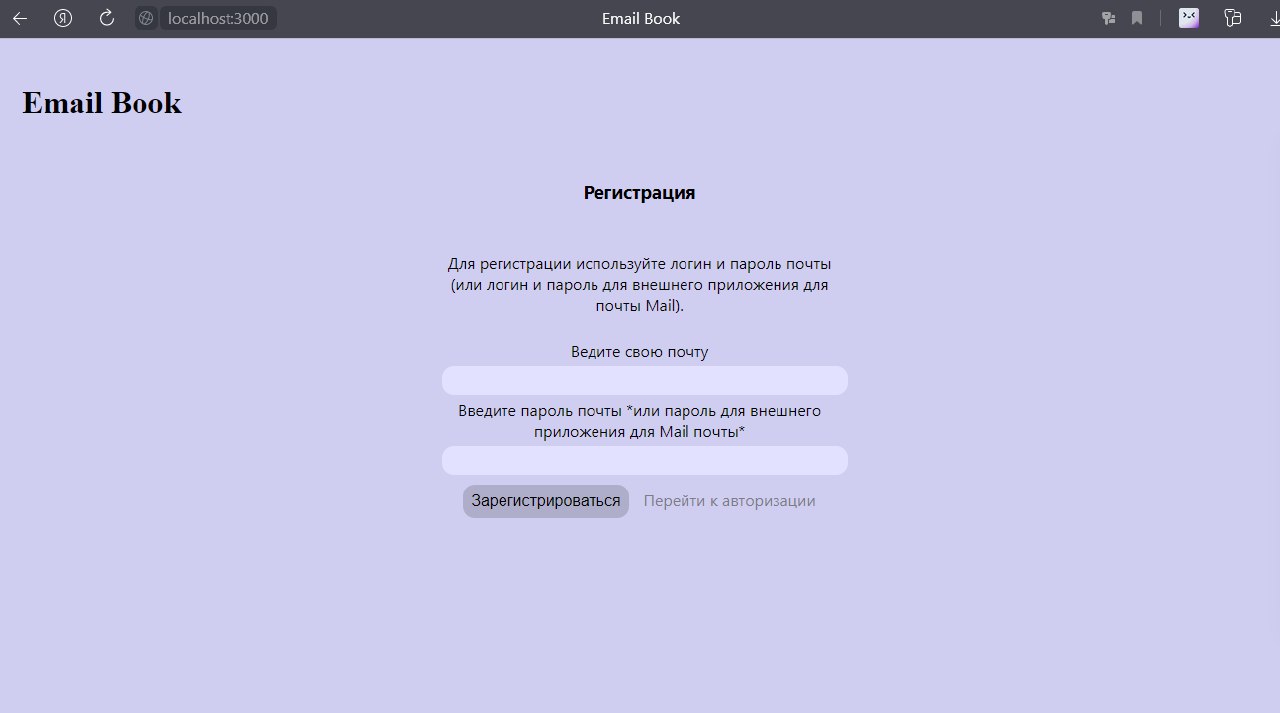 localhost:3000
Email Book
Email Book
Регистрация
Для регистрации используйте логин и пароль почты
(или логин и пароль для внешнего приложения для
почты Mail).
Ведите свою почту
Введите пароль почты *или пароль для внешнего
приложения для Mail почты*
Зарегистрироваться Перейти к авторизации